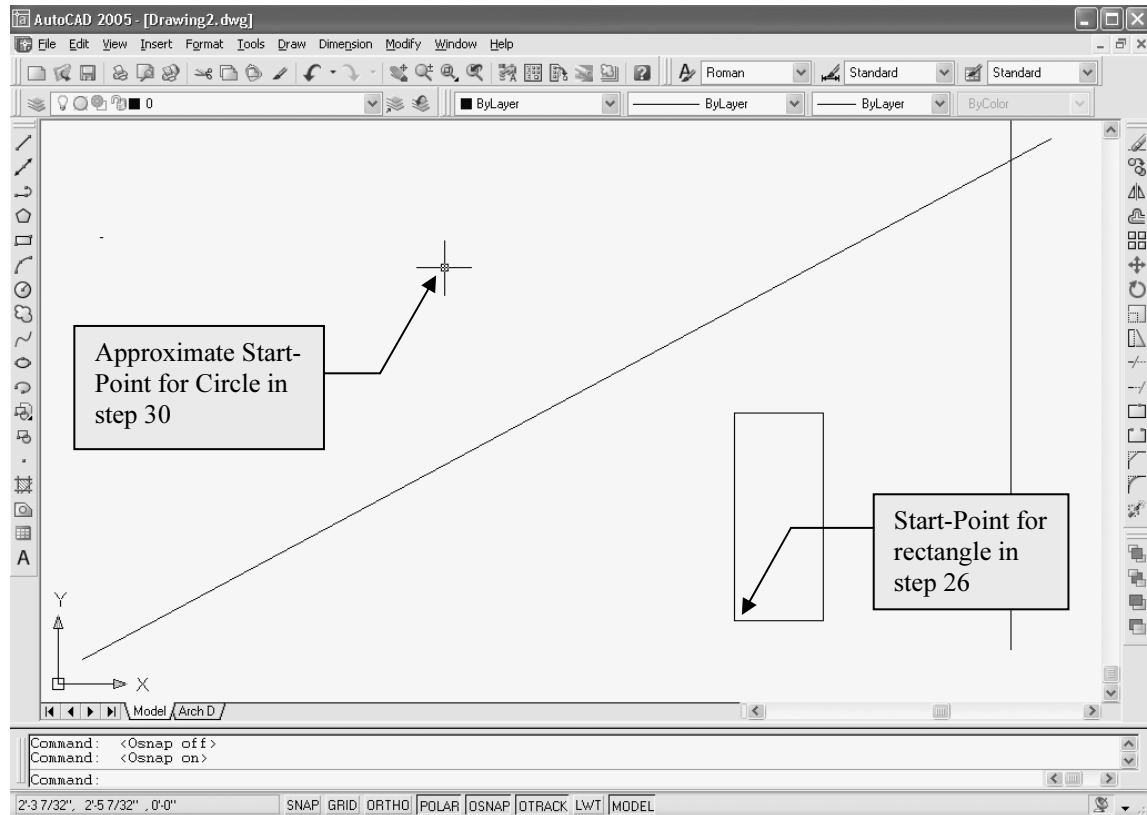 AutoCAD 2005 - [Drawing2.dwg]
File Edit View Insert Format Tools Draw Dimension Modify Window Help
Roman Standard Standard
0 ByLayer ByLayer ByLayer ByColor
Approximate Start-
Point for Circle in
step 30
Start-Point for
rectangle in
step 26
A
Y
X
Model Arch D
Command: <Osnap off>
Command: <Osnap on>
Command:
2'-3 7/32", 2'-5 7/32" , 0'-0" SNAP GRID ORTHO POLAR OSNAP OTRACK LWT MODEL